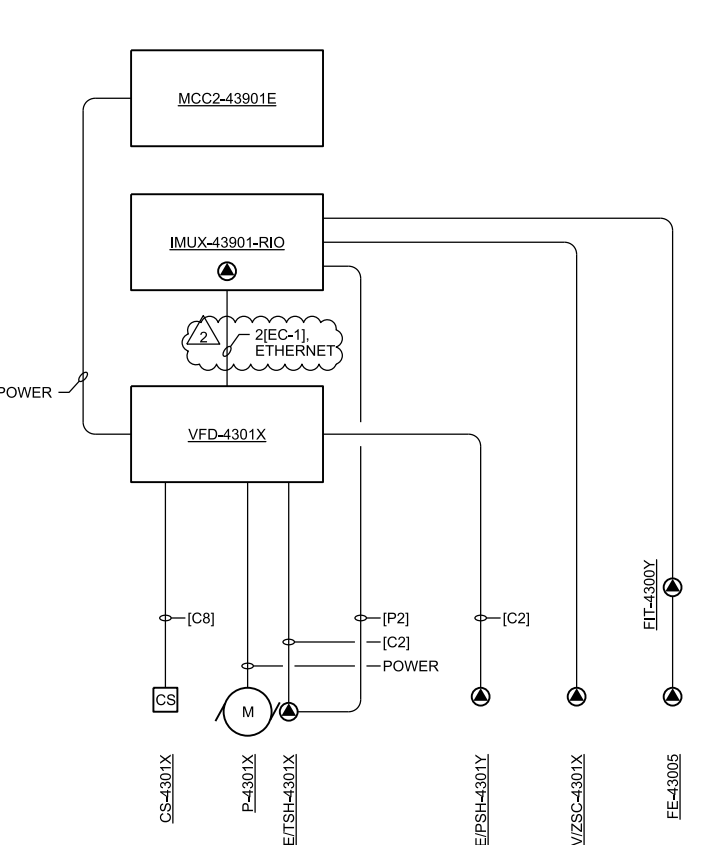 MCC2-43901E
IMUX-43901-RIO
2
2[EC-1],
ETHERNET
POWER
VFD-4301X
[C8]
[P2]
[C2]
[C2]
POWER
FIT-4300Y
CS
M
CS-4301X
P-4301X
E/TSH-4301X
E/PSH-4301Y
V/ZSC-4301X
FE-43005